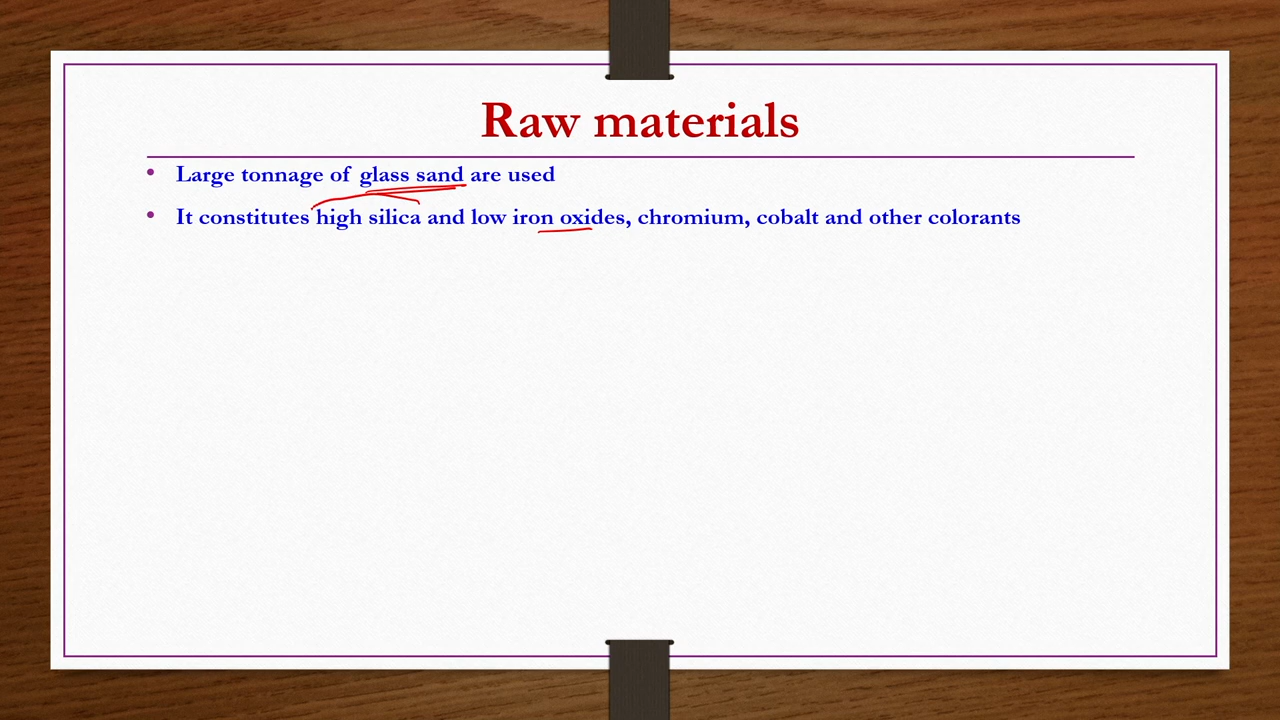 Raw materials
• Large tonnage of glass sand are used
• It constitutes high silica and low iron oxides, chromium, cobalt and other colorants